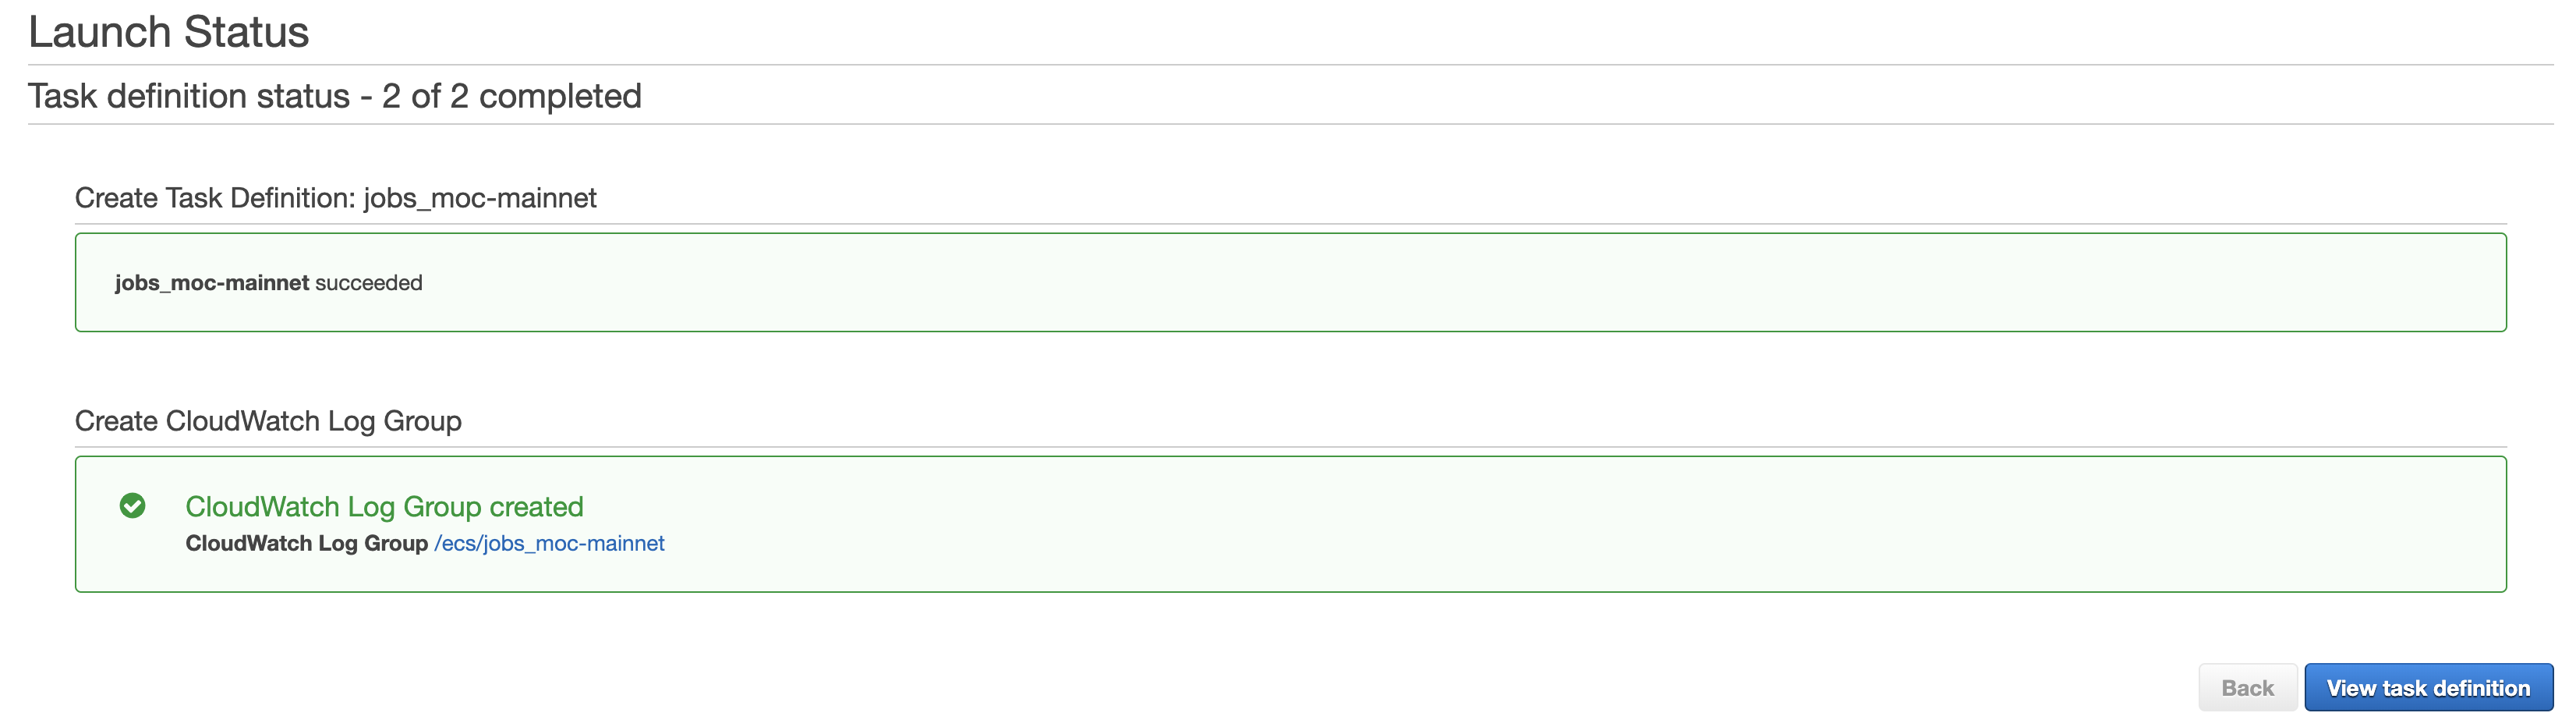 Launch Status
Task definition status - 2 of 2 completed
Create Task Definition: jobs_moc-mainnet
jobs_moc-mainnet succeeded
Create CloudWatch Log Group
CloudWatch Log Group created
CloudWatch Log Group /ecs/jobs_moc-mainnet
Back View task definition